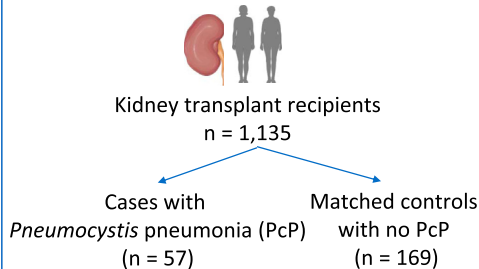 Kidney transplant recipients
n = 1,135
Cases with
Pneumocystis pneumonia (PcP)
(n = 57)
Matched controls
with no PcP
(n = 169)